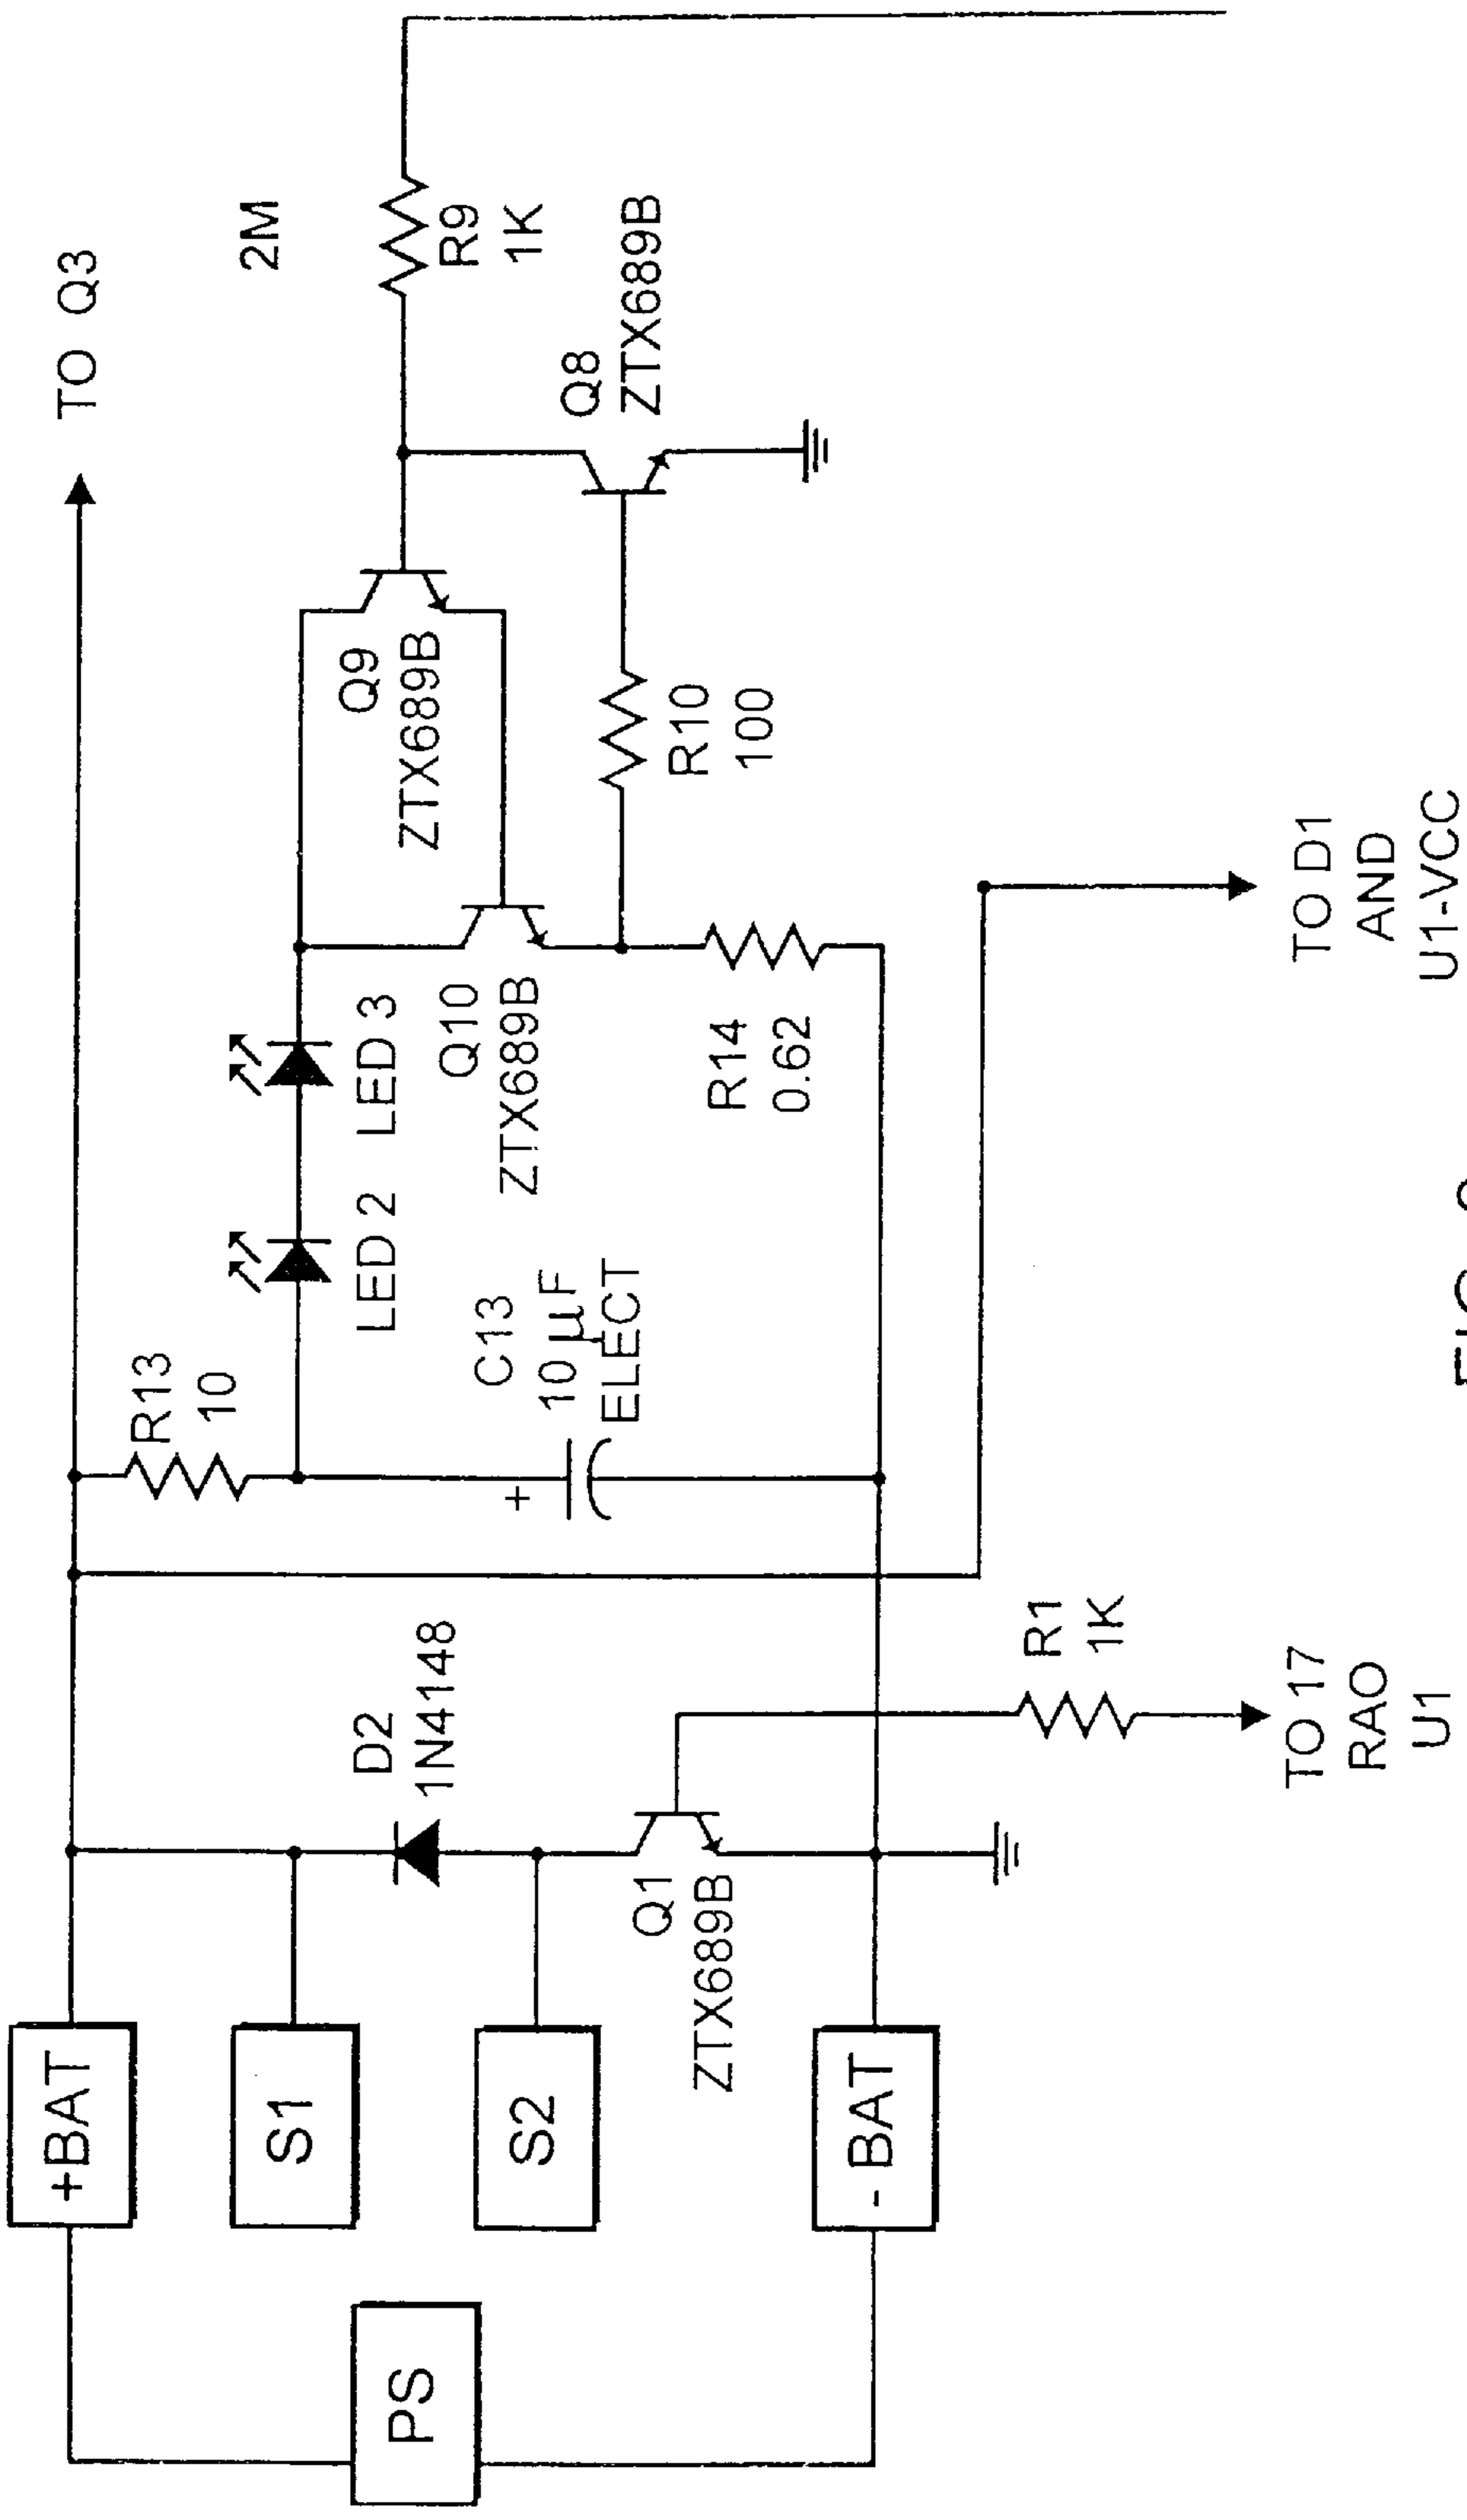 +BAT
S1
S2
- BAT
PS
D2
1N4148
Q1
ZTX689B
R1
1K
TO 17
RAO
U1
R13
10
C13
10 µF
ELECT
+
LED 2
LED 3
Q10
ZTX689B
R14
0.62
Q9
ZTX689B
R10
100
Q8
ZTX689B
R9
1K
2M
TO Q3
TO D1
AND
U1-VCC